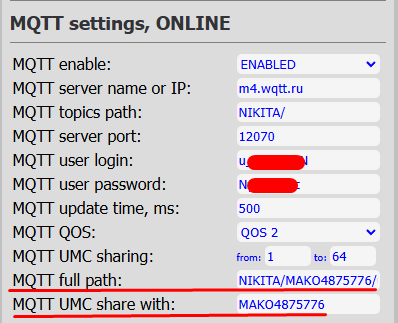 MQTT settings, ONLINE
MQTT enable: ENABLED
MQTT server name or IP: m4.wqtt.ru
MQTT topics path: NIKITA/
MQTT server port: 12070
MQTT user login:
MQTT user password:
MQTT update time, ms: 500
MQTT QOS: QOS 2
MQTT UMC sharing: from: 1 to: 64
MQTT full path: NIKITA/MAKO4875776/
MQTT UMC share with: MAKO4875776